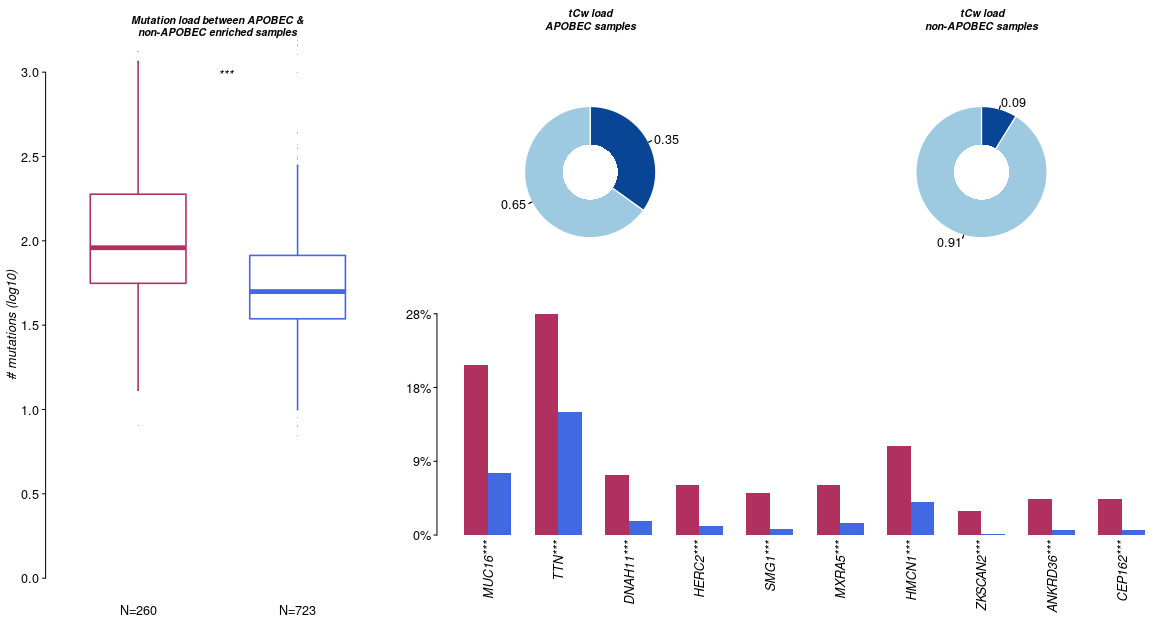 Mutation load between APOBEC &
non-APOBEC enriched samples
***
# mutations (log10)
3.0
2.5
2.0
1.5
1.0
0.5
0.0
N=260
N=723
tCw load
APOBEC samples
0.35
0.65
tCw load
non-APOBEC samples
0.09
0.91
28%
18%
9%
0%
MUC16***
TTN***
DNAH11***
HERC2***
SMG1***
MXRA5***
HMCN1***
ZKSCAN2***
ANKRD36***
CEP162***